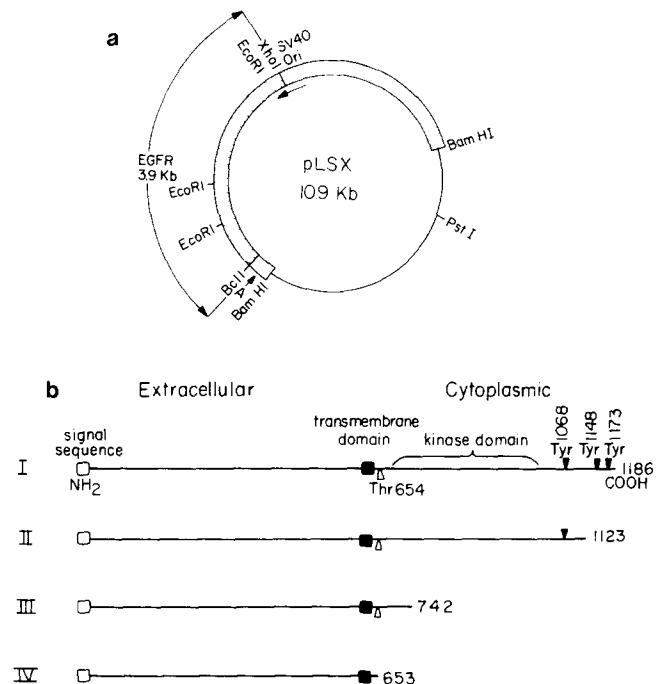 a
SV40
Ori
XhoI
EcoRI
Bam HI
EGFR
3.9 Kb
pLSX
10.9 Kb
EcoRI
Pst I
EcoRI
BclI
A
Bam HI
b
Extracellular
Cytoplasmic
signal
sequence
transmembrane
domain
kinase domain
Tyr 1068
Tyr 1148
Tyr 1173
I
NH2
Thr 654
1186
COOH
II
1123
III
742
IV
653